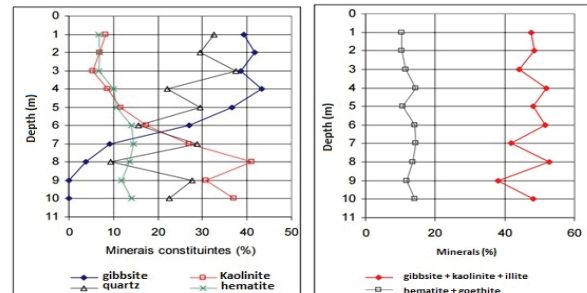 0
1
2
3
4
5
6
7
8
9
10
11
Depth (m)
0 10 20 30 40 50
Minerais constituintes (%)
gibbsite Kaolinite
quartz hematite
0
1
2
3
4
5
6
7
8
9
10
11
Depth (m)
0 20 40 60
Minerals (%)
gibbsite + kaolinite + illite
hematite + goethite